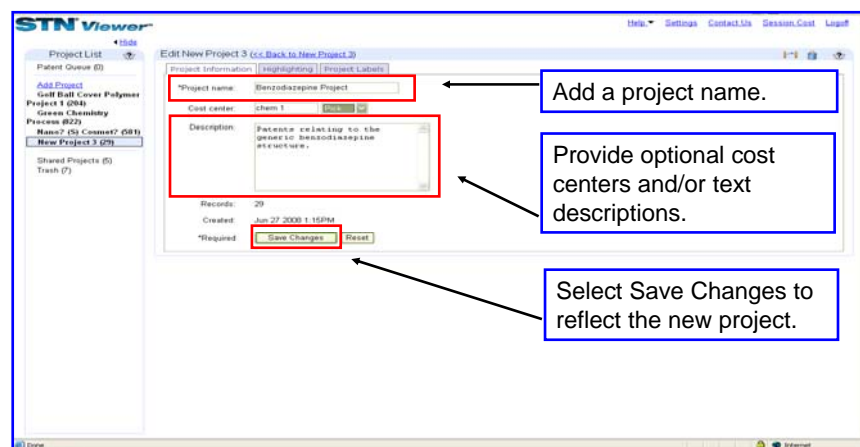 STN Viewer
Help Settings Contact Us Session Cost Logoff
Hide
Project List
Patent Queue (0)
Add Project
Golf Ball Cover Polymer
Project 1 (204)
Green Chemistry
Process (822)
Nano? (S) Cosmet? (581)
New Project 3 (29)
Shared Projects (5)
Trash (7)
Edit New Project 3 (<< Back to New Project 3)
Project Information Highlighting Project Labels
*Project name: Benzodiazepine Project
Cost center: chem 1 Pick
Description: Patents relating to the
generic benzodiazepine
structure.
Records: 29
Created: Jun 27 2008 1:15PM
*Required Save Changes Reset
Add a project name.
Provide optional cost
centers and/or text
descriptions.
Select Save Changes to
reflect the new project.
Done Internet